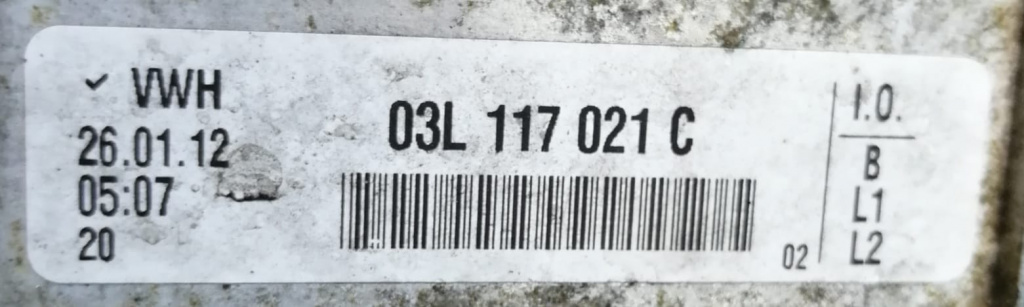 ✓ VWH
26.01.12
05:07
20
03L 117 021 C
02
I.O.
B
L1
L2